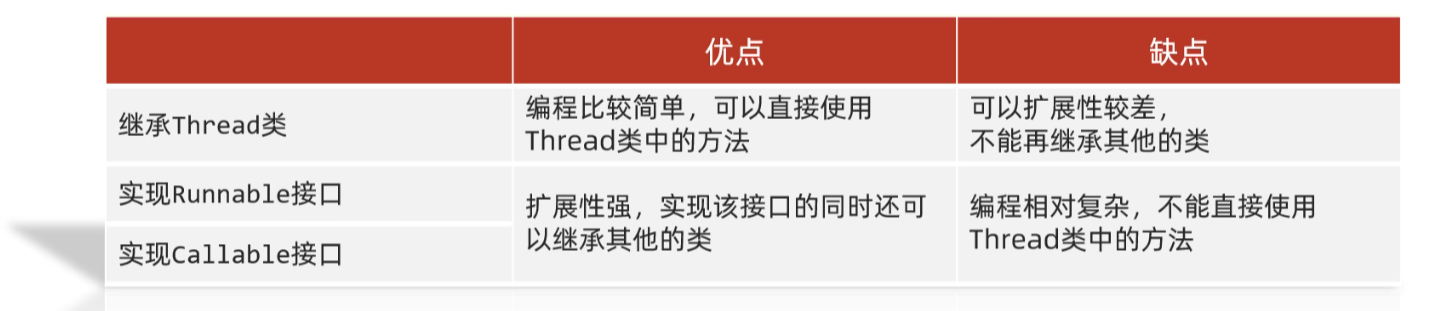 优点
缺点
继承Thread类
编程比较简单，可以直接使用
Thread类中的方法
可以扩展性较差，
不能再继承其他的类
实现Runnable接口
实现Callable接口
扩展性强，实现该接口的同时还可
以继承其他的类
编程相对复杂，不能直接使用
Thread类中的方法